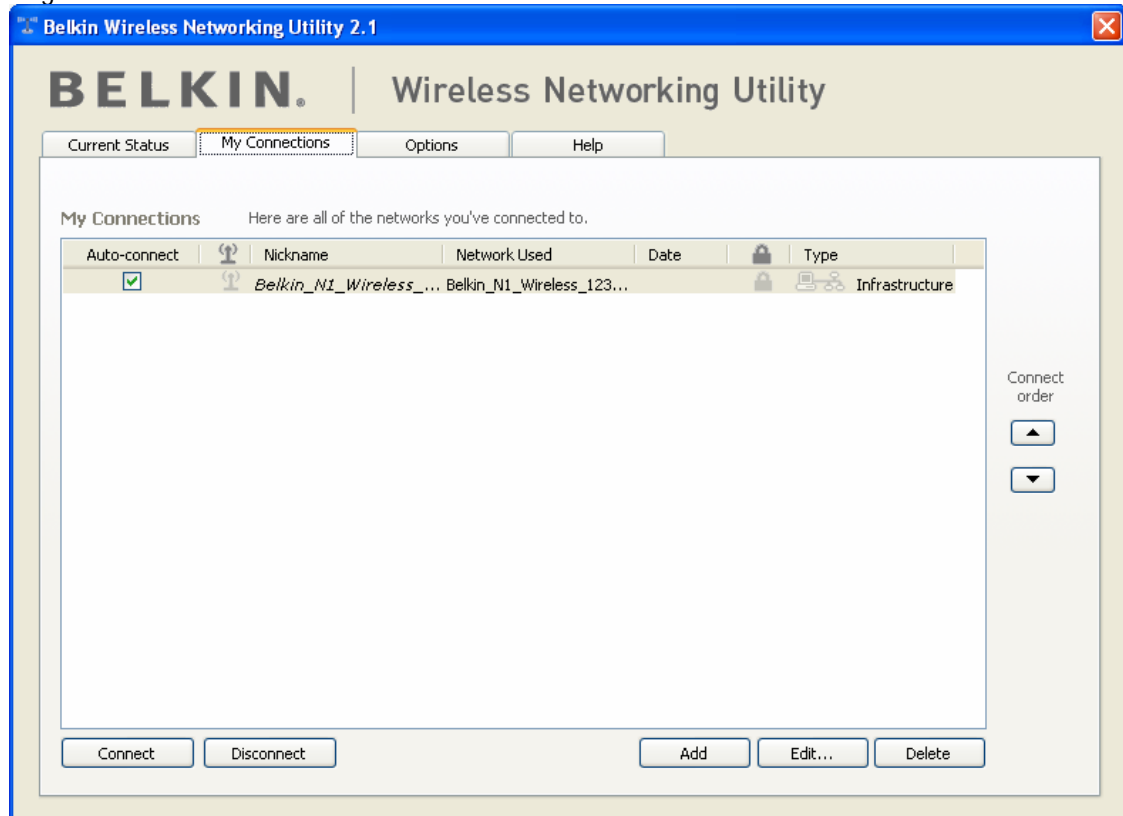 Belkin Wireless Networking Utility 2.1
BELKIN. Wireless Networking Utility
Current Status My Connections Options Help
My Connections Here are all of the networks you've connected to.
Auto-connect Nickname Network Used Date Type
Belkin_N1_Wireless_... Belkin_N1_Wireless_123... Infrastructure
Connect
order
Connect Disconnect Add Edit... Delete